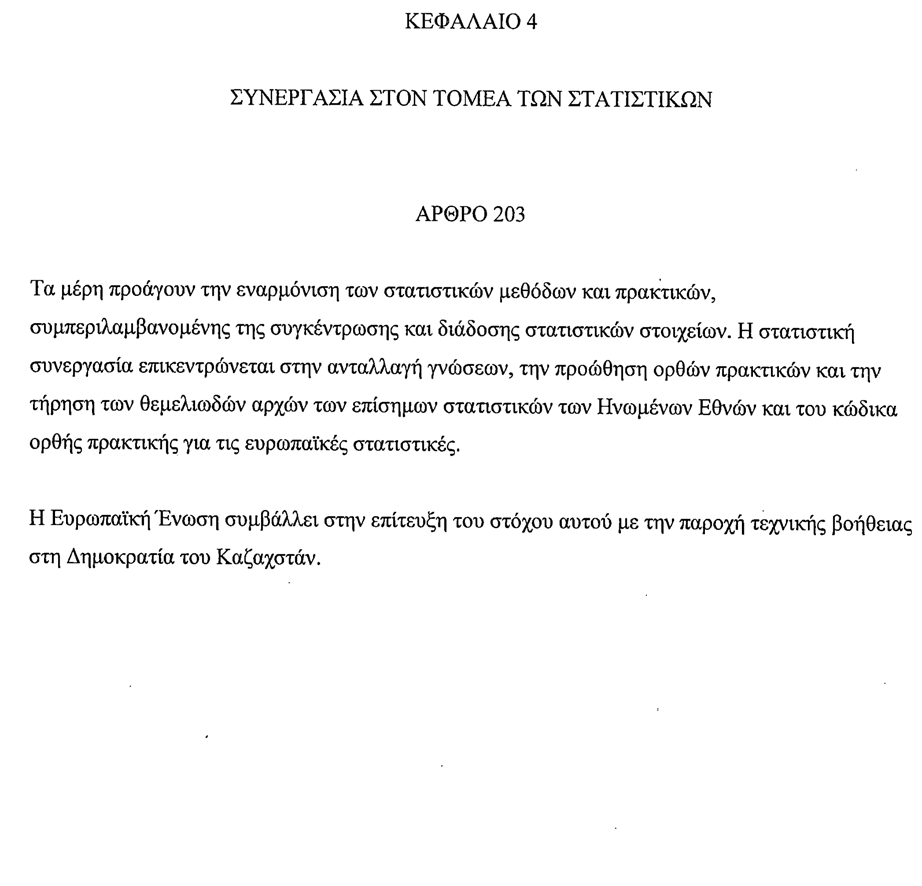 ΚΕΦΑΛΑΙΟ 4
ΣΥΝΕΡΓΑΣΙΑ ΣΤΟΝ ΤΟΜΕΑ ΤΩΝ ΣΤΑΤΙΣΤΙΚΩΝ
ΑΡΘΡΟ 203
Τα μέρη προάγουν την εναρμόνιση των στατιστικών μεθόδων και πρακτικών,
συμπεριλαμβανομένης της συγκέντρωσης και διάδοσης στατιστικών στοιχείων. Η στατιστική
συνεργασία επικεντρώνεται στην ανταλλαγή γνώσεων, την προώθηση ορθών πρακτικών και την
τήρηση των θεμελιωδών αρχών των επίσημων στατιστικών των Ηνωμένων Εθνών και του κώδικα
ορθής πρακτικής για τις ευρωπαϊκές στατιστικές.
Η Ευρωπαϊκή Ένωση συμβάλλει στην επίτευξη του στόχου αυτού με την παροχή τεχνικής βοήθειας
στη Δημοκρατία του Καζαχστάν.